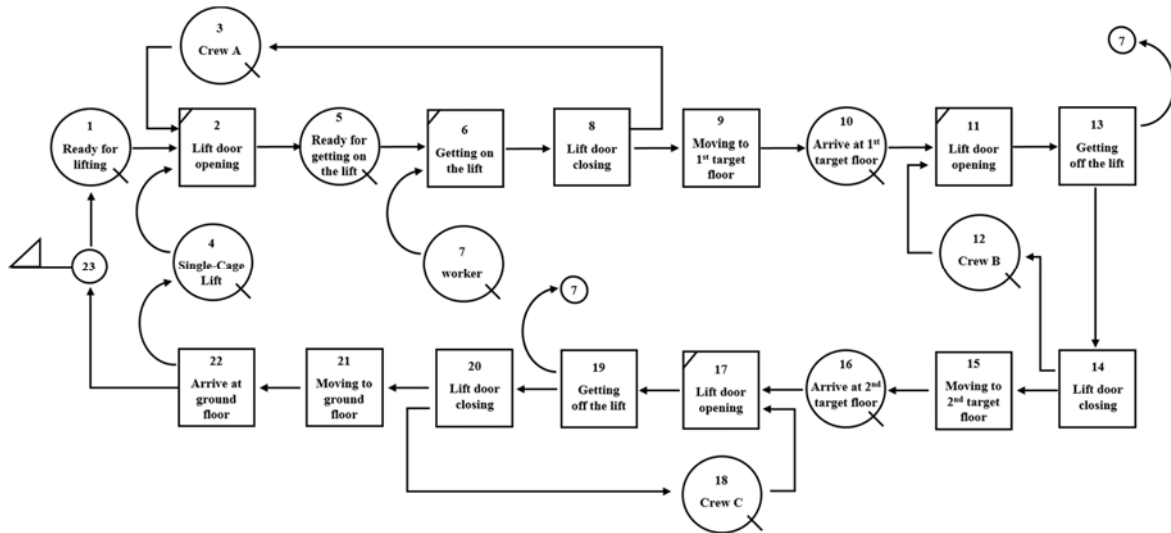 3
Crew A
7
1
Ready for
lifting
2
Lift door
opening
5
Ready for
getting on
the lift
6
Getting on
the lift
8
Lift door
closing
9
Moving to
1st target
floor
10
Arrive at 1st
target floor
11
Lift door
opening
13
Getting
off the lift
23
4
Single-Cage
Lift
7
worker
12
Crew B
7
22
Arrive at
ground
floor
21
Moving to
ground
floor
20
Lift door
closing
19
Getting
off the lift
17
Lift door
opening
16
Arrive at 2nd
target floor
15
Moving to
2nd target
floor
14
Lift door
closing
18
Crew C